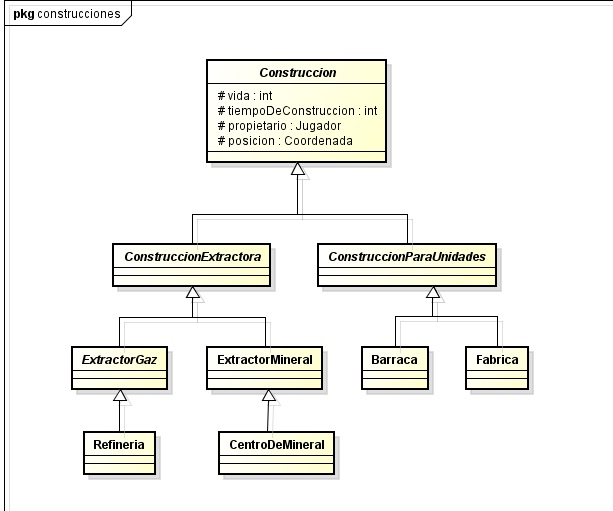 pkg construcciones
Construccion
# vida : int
# tiempoDeConstruccion : int
# propietario : Jugador
# posicion : Coordenada
ConstruccionExtractora
ConstruccionParaUnidades
ExtractorGaz
ExtractorMineral
Barraca
Fabrica
Refineria
CentroDeMineral